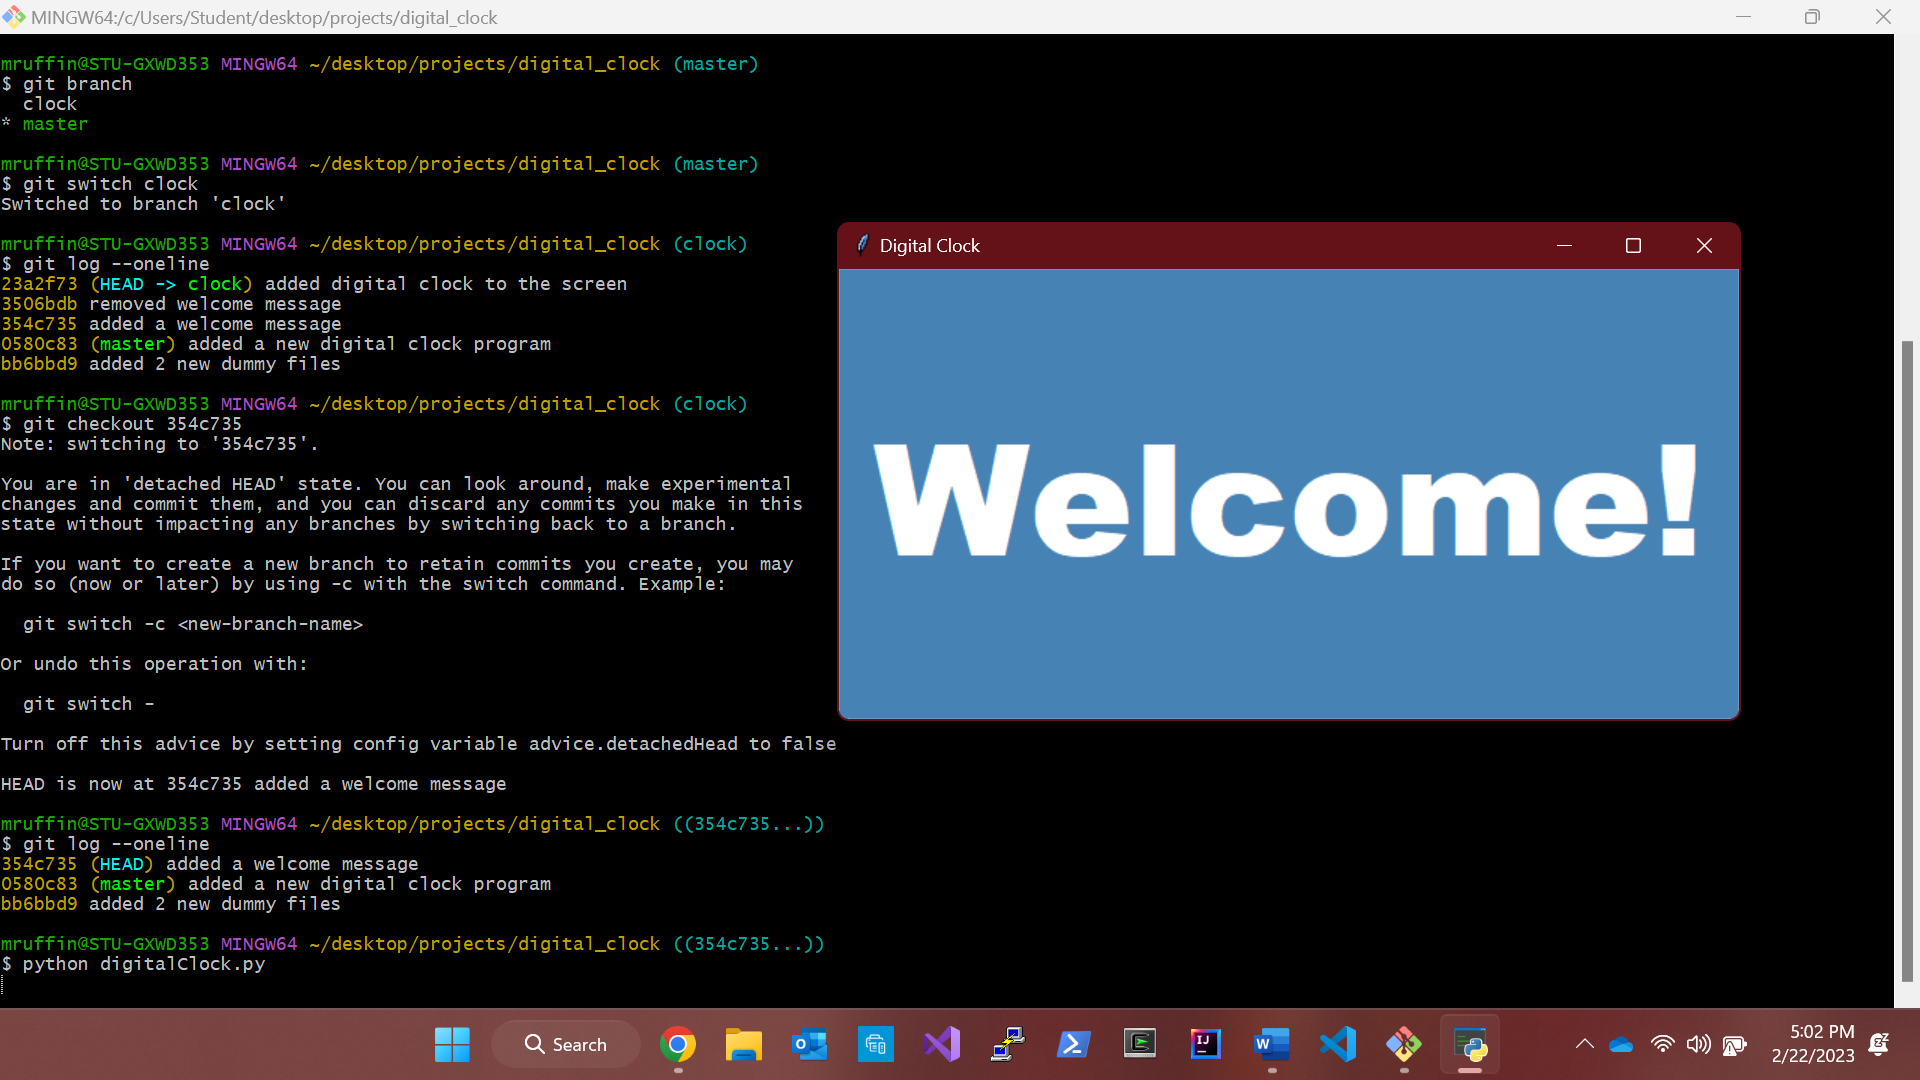 MINGW64:/c/Users/Student/desktop/projects/digital_clock
mruffin@STU-GXWD353 MINGW64 ~/desktop/projects/digital_clock (master)
$ git branch
  clock
* master
mruffin@STU-GXWD353 MINGW64 ~/desktop/projects/digital_clock (master)
$ git switch clock
Switched to branch 'clock'
mruffin@STU-GXWD353 MINGW64 ~/desktop/projects/digital_clock (clock)
$ git log --oneline
23a2f73 (HEAD -> clock) added digital clock to the screen
3506bdb removed welcome message
354c735 added a welcome message
0580c83 (master) added a new digital clock program
bb6bbd9 added 2 new dummy files
mruffin@STU-GXWD353 MINGW64 ~/desktop/projects/digital_clock (clock)
$ git checkout 354c735
Note: switching to '354c735'.
You are in 'detached HEAD' state. You can look around, make experimental
changes and commit them, and you can discard any commits you make in this
state without impacting any branches by switching back to a branch.
If you want to create a new branch to retain commits you create, you may
do so (now or later) by using -c with the switch command. Example:
  git switch -c <new-branch-name>
Or undo this operation with:
  git switch -
Turn off this advice by setting config variable advice.detachedHead to false
HEAD is now at 354c735 added a welcome message
mruffin@STU-GXWD353 MINGW64 ~/desktop/projects/digital_clock ((354c735...))
$ git log --oneline
354c735 (HEAD) added a welcome message
0580c83 (master) added a new digital clock program
bb6bbd9 added 2 new dummy files
mruffin@STU-GXWD353 MINGW64 ~/desktop/projects/digital_clock ((354c735...))
$ python digitalClock.py
Digital Clock
Welcome!
Search
5:02 PM
2/22/2023